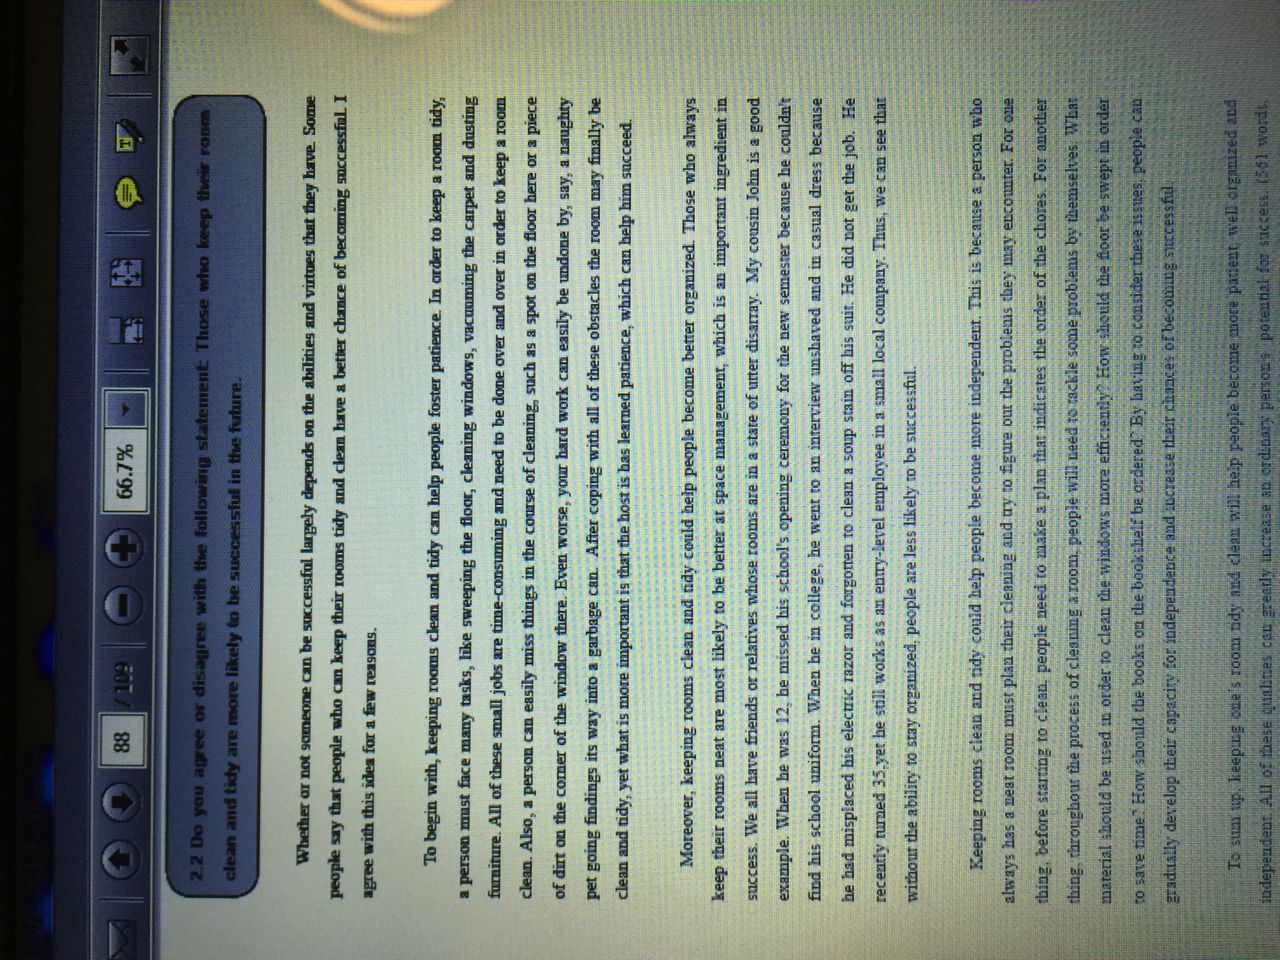 88 / 109 66.7%
2.2 Do you agree or disagree with the following statement: Those who keep their room
clean and tidy are more likely to be successful in the future.
Whether or not someone can be successful largely depends on the abilities and virtues that they have. Some
people say that people who can keep their rooms tidy and clean have a better chance of becoming successful. I
agree with this idea for a few reasons.
To begin with, keeping rooms clean and tidy can help people foster patience. In order to keep a room tidy,
a person must face many tasks, like sweeping the floor, cleaning windows, vacuuming the carpet and dusting
furniture. All of these small jobs are time-consuming and need to be done over and over in order to keep a room
clean. Also, a person can easily miss things in the course of cleaning, such as a spot on the floor here or a piece
of dirt on the corner of the window there. Even worse, your hard work can easily be undone by, say, a naughty
pet going findings its way into a garbage can. After coping with all of these obstacles the room may finally be
clean and tidy, yet what is more important is that the host is has learned patience, which can help him succeed.
Moreover, keeping rooms clean and tidy could help people become better organized. Those who always
keep their rooms neat are most likely to be better at space management, which is an important ingredient in
success. We all have friends or relatives whose rooms are in a state of utter disarray. My cousin John is a good
example. When he was 12, he missed his school's opening ceremony for the new semester because he couldn't
find his school uniform. When he in college, he went to an interview unshaved and in casual dress because
he had misplaced his electric razor and forgotten to clean a soup stain off his suit. He did not get the job. He
recently turned 35,yet he still works as an entry-level employee in a small local company. Thus, we can see that
without the ability to stay organized, people are less likely to be successful.
Keeping rooms clean and tidy could help people become more independent. This is because a person who
always has a neat room must plan their cleaning and try to figure out the problems they may encounter. For one
thing, before starting to clean, people need to make a plan that indicates the order of the chores. For another
thing, throughout the process of cleaning a room, people will need to tackle some problems by themselves. What
material should be used in order to clean the windows more efficiently? How should the floor be swept in order
to save time? How should the books on the bookshelf be ordered? By having to consider these issues, people can
gradually develop their capacity for independence and increase their chances of becoming successful.
To sum up, keeping one's room tidy and clean will help people become more patient, well organized and
independent. All of these qualities can greatly increase an ordinary person's potential for success. (561 words,